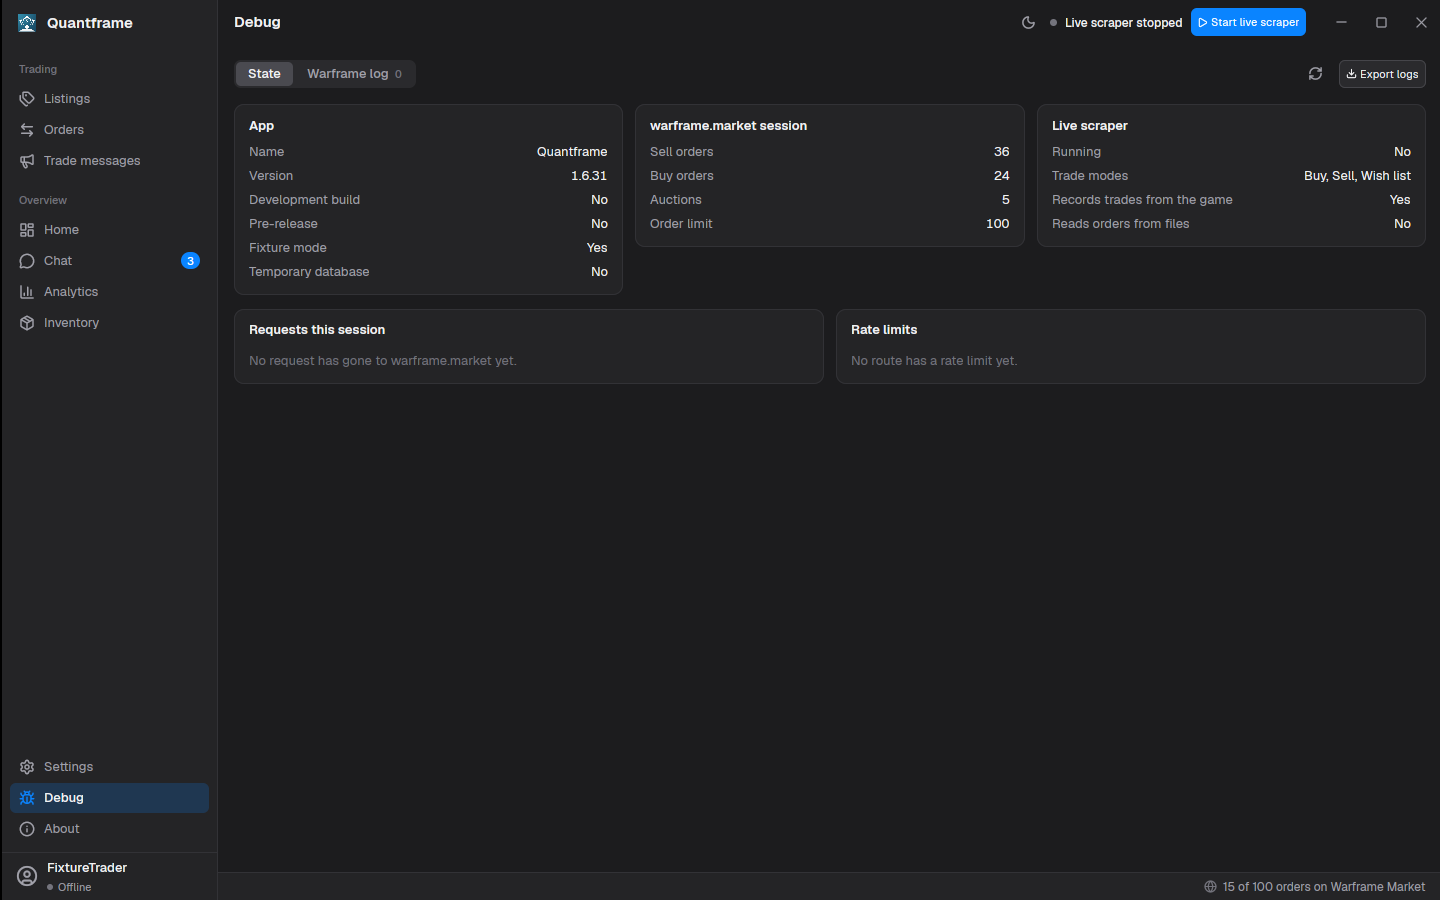 Quantframe
Debug
Live scraper stopped
Start live scraper
Trading
Listings
Orders
Trade messages
Overview
Home
Chat 3
Analytics
Inventory
Settings
Debug
About
FixtureTrader
Offline
State
Warframe log 0
Export logs
App
Name Quantframe
Version 1.6.31
Development build No
Pre-release No
Fixture mode Yes
Temporary database No
warframe.market session
Sell orders 36
Buy orders 24
Auctions 5
Order limit 100
Live scraper
Running No
Trade modes Buy, Sell, Wish list
Records trades from the game Yes
Reads orders from files No
Requests this session
No request has gone to warframe.market yet.
Rate limits
No route has a rate limit yet.
15 of 100 orders on Warframe Market